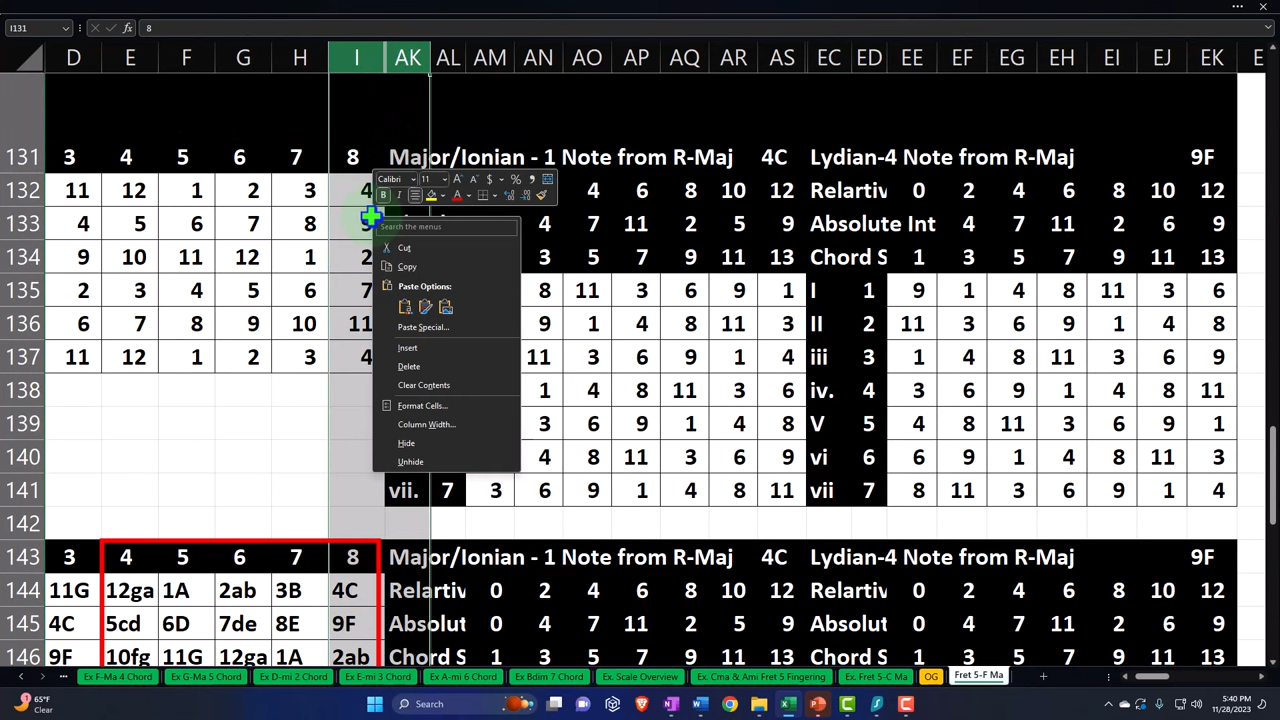 I131 fx 8
D E F G H I AK AL AM AN AO AP AQ AR AS EC ED EE EF EG EH EI EJ EK E
131 3 4 5 6 7 8 Major/Ionian - 1 Note from R-Maj 4C Lydian-4 Note from R-Maj 9F
Calibri 11
132 11 12 1 2 3 4 4 6 8 10 12 Relartiv 0 2 4 6 8 10 12
133 4 5 6 7 8 4 7 11 2 5 9 Absolute Int 4 7 11 2 6 9
Search the menus
134 9 10 11 12 1 2 3 5 7 9 11 13 Chord S 1 3 5 7 9 11 13
Cut
Copy
135 2 3 4 5 6 7 8 11 3 6 9 1 I 1 9 1 4 8 11 3 6
Paste Options:
136 6 7 8 9 10 11 9 1 4 8 11 3 II 2 11 3 6 9 1 4 8
Paste Special...
Insert
137 11 12 1 2 3 4 11 3 6 9 1 4 iii 3 1 4 8 11 3 6 9
Delete
138 1 4 8 11 3 6 iv. 4 3 6 9 1 4 8 11
Clear Contents
Format Cells...
139 3 6 9 1 4 8 V 5 4 8 11 3 6 9 1
Column Width...
Hide
140 4 8 11 3 6 9 vi 6 6 9 1 4 8 11 3
Unhide
141 vii. 7 3 6 9 1 4 8 11 vii 7 8 11 3 6 9 1 4
142
143 3 4 5 6 7 8 Major/Ionian - 1 Note from R-Maj 4C Lydian-4 Note from R-Maj 9F
144 11G 12ga 1A 2ab 3B 4C Relartiv 0 2 4 6 8 10 12 Relartiv 0 2 4 6 8 10 12
145 4C 5cd 6D 7de 8E 9F Absolut 0 4 7 11 2 5 9 Absolut 0 4 7 11 2 6 9
146 9F 10fg 11G 12ga 1A 2ab Chord S 1 3 5 7 9 11 13 Chord S 1 3 5 7 9 11 13
... Ex F-Ma 4 Chord Ex G-Ma 5 Chord Ex D-mi 2 Chord Ex E-mi 3 Chord Ex A-mi 6 Chord Ex Bdim 7 Chord Ex. Scale Overview Ex. Cma & Ami Fret 5 Fingering Ex. Fret 5-C Ma OG Fret 5-F Ma
65°F
Clear
Search
5:40 PM
11/28/2023